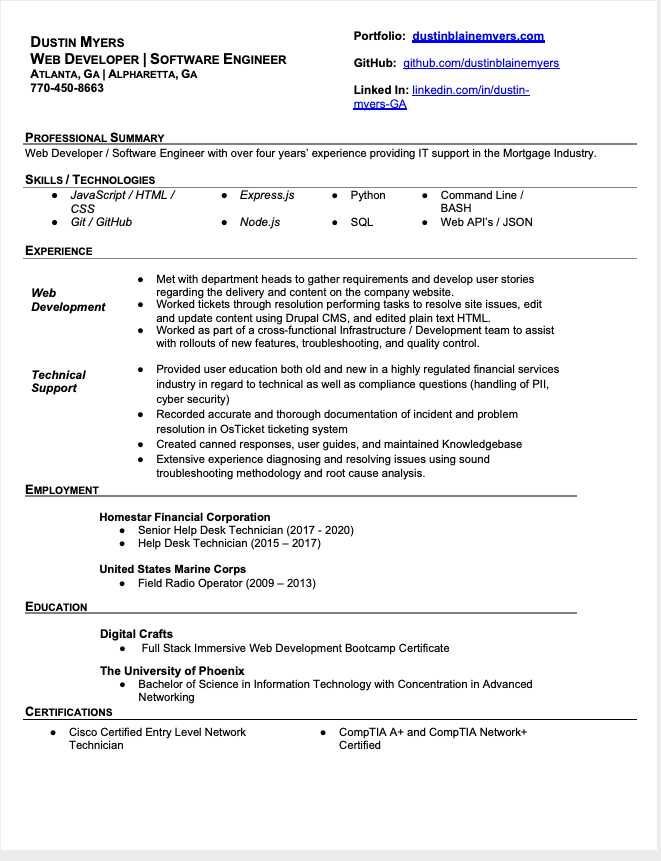 DUSTIN MYERS
WEB DEVELOPER | SOFTWARE ENGINEER
ATLANTA, GA | ALPHARETTA, GA
770-450-8663
Portfolio: dustinblainemyers.com
GitHub: github.com/dustinblainemyers
Linked In: linkedin.com/in/dustin-
myers-GA
PROFESSIONAL SUMMARY
Web Developer / Software Engineer with over four years’ experience providing IT support in the Mortgage Industry.
SKILLS / TECHNOLOGIES
● JavaScript / HTML /
CSS
● Git / GitHub
● Express.js
● Node.js
● Python
● SQL
● Command Line /
BASH
● Web API’s / JSON
EXPERIENCE
Web
Development
● Met with department heads to gather requirements and develop user stories
regarding the delivery and content on the company website.
● Worked tickets through resolution performing tasks to resolve site issues, edit
and update content using Drupal CMS, and edited plain text HTML.
● Worked as part of a cross-functional Infrastructure / Development team to assist
with rollouts of new features, troubleshooting, and quality control.
Technical
Support
● Provided user education both old and new in a highly regulated financial services
industry in regard to technical as well as compliance questions (handling of PII,
cyber security)
● Recorded accurate and thorough documentation of incident and problem
resolution in OsTicket ticketing system
● Created canned responses, user guides, and maintained Knowledgebase
● Extensive experience diagnosing and resolving issues using sound
troubleshooting methodology and root cause analysis.
EMPLOYMENT
Homestar Financial Corporation
● Senior Help Desk Technician (2017 - 2020)
● Help Desk Technician (2015 – 2017)
United States Marine Corps
● Field Radio Operator (2009 – 2013)
EDUCATION
Digital Crafts
● Full Stack Immersive Web Development Bootcamp Certificate
The University of Phoenix
● Bachelor of Science in Information Technology with Concentration in Advanced
Networking
CERTIFICATIONS
● Cisco Certified Entry Level Network
Technician
● CompTIA A+ and CompTIA Network+
Certified